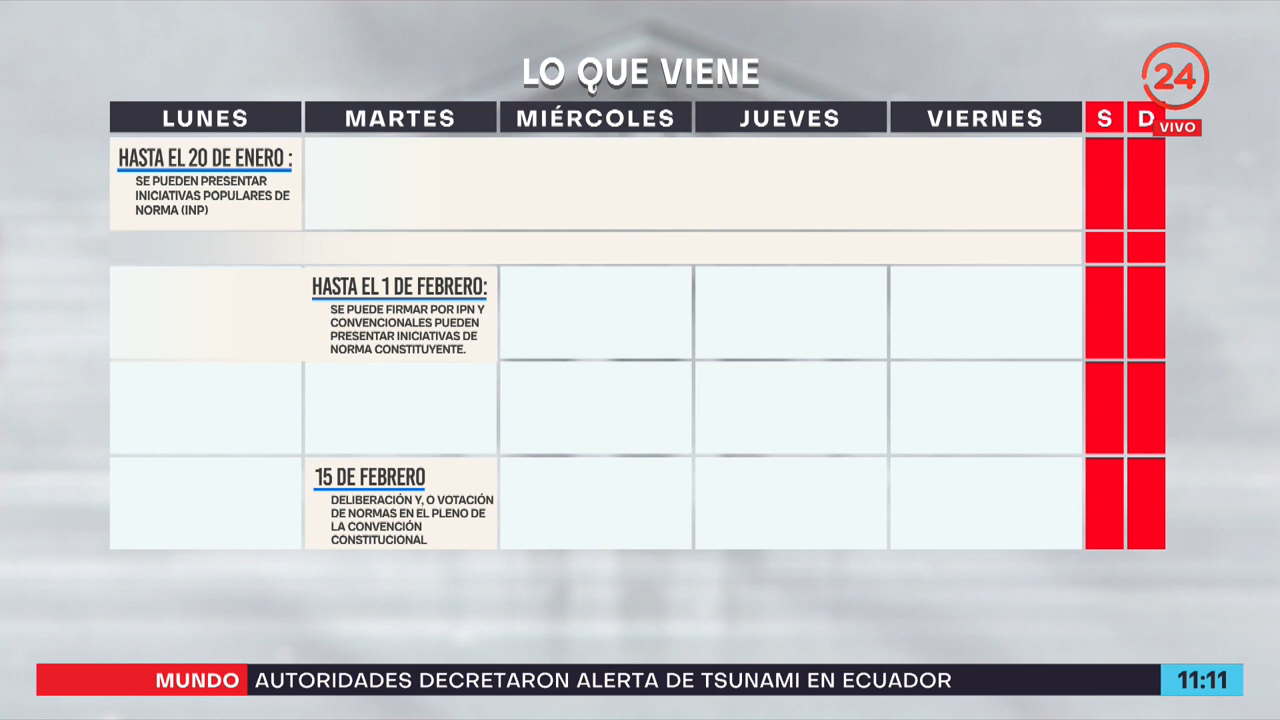 LO QUE VIENE
24
VIVO
LUNES
MARTES
MIÉRCOLES
JUEVES
VIERNES
S
D
HASTA EL 20 DE ENERO :
SE PUEDEN PRESENTAR
INICIATIVAS POPULARES DE
NORMA (INP)
HASTA EL 1 DE FEBRERO:
SE PUEDE FIRMAR POR IPN Y
CONVENCIONALES PUEDEN
PRESENTAR INICIATIVAS DE
NORMA CONSTITUYENTE.
15 DE FEBRERO
DELIBERACIÓN Y, O VOTACIÓN
DE NORMAS EN EL PLENO DE
LA CONVENCIÓN
CONSTITUCIONAL
MUNDO
AUTORIDADES DECRETARON ALERTA DE TSUNAMI EN ECUADOR
11:11